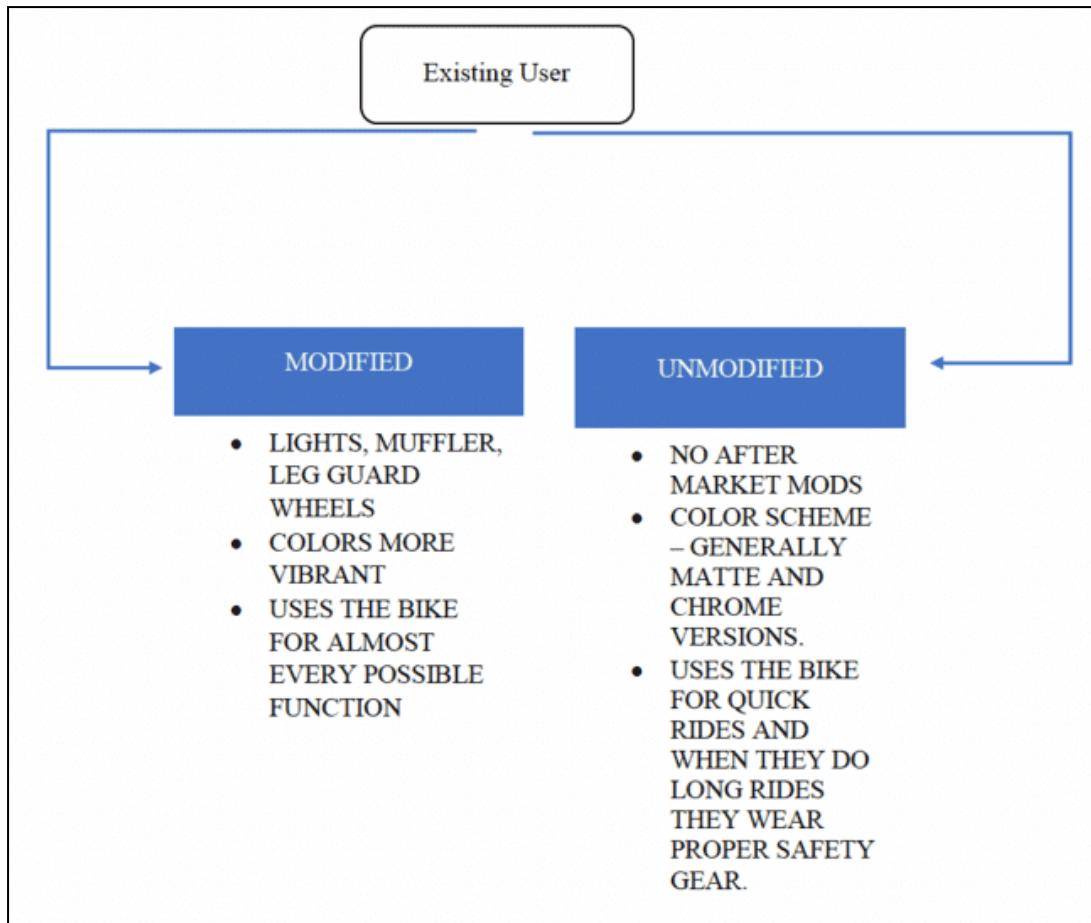 Existing User
MODIFIED
• LIGHTS, MUFFLER,
LEG GUARD
WHEELS
• COLORS MORE
VIBRANT
• USES THE BIKE
FOR ALMOST
EVERY POSSIBLE
FUNCTION
UNMODIFIED
• NO AFTER
MARKET MODS
• COLOR SCHEME
– GENERALLY
MATTE AND
CHROME
VERSIONS.
• USES THE BIKE
FOR QUICK
RIDES AND
WHEN THEY DO
LONG RIDES
THEY WEAR
PROPER SAFETY
GEAR.